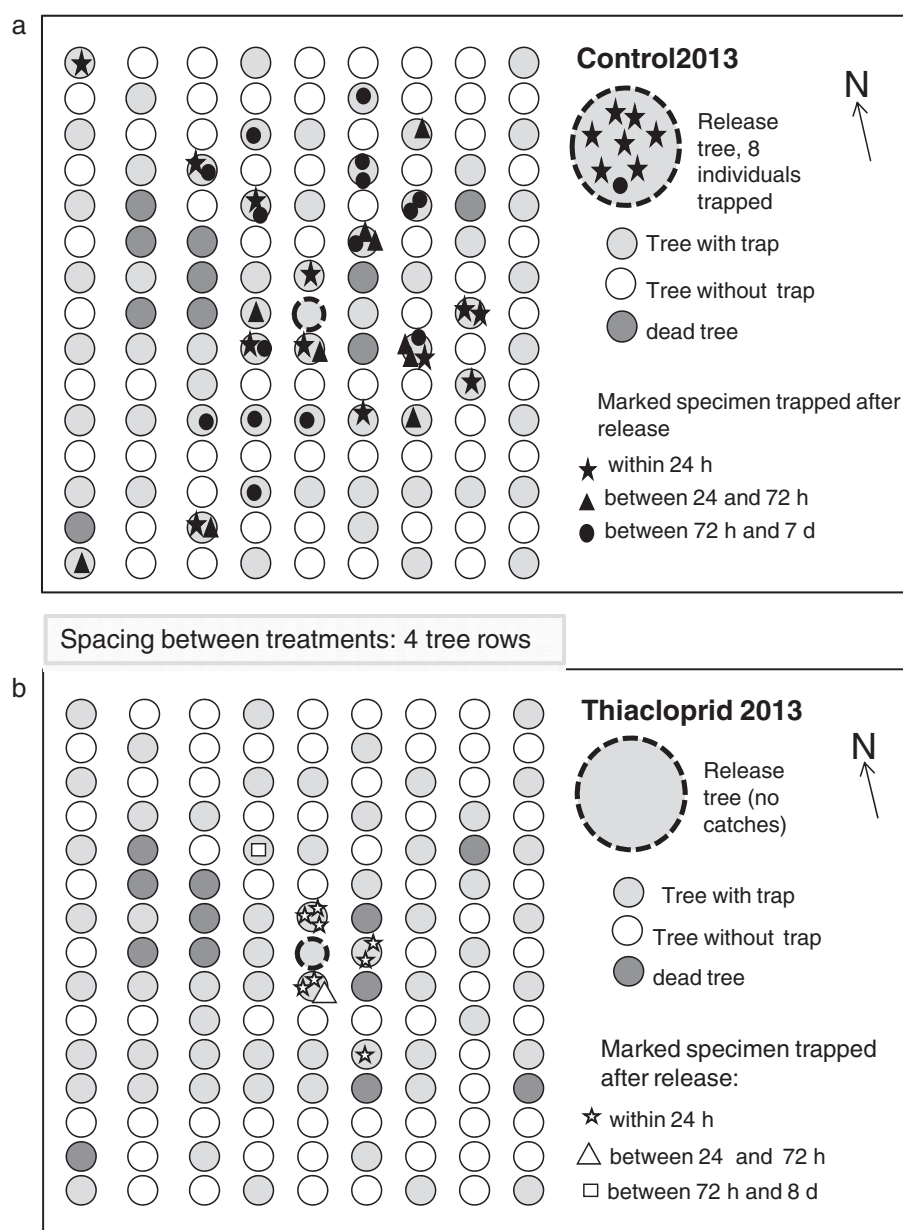 a
Control2013
N
Release
tree, 8
individuals
trapped
Tree with trap
Tree without trap
dead tree
Marked specimen trapped after
release
within 24 h
between 24 and 72 h
between 72 h and 7 d
Spacing between treatments: 4 tree rows
b
Thiacloprid 2013
N
Release
tree (no
catches)
Tree with trap
Tree without trap
dead tree
Marked specimen trapped
after release:
within 24 h
between 24 and 72 h
between 72 h and 8 d